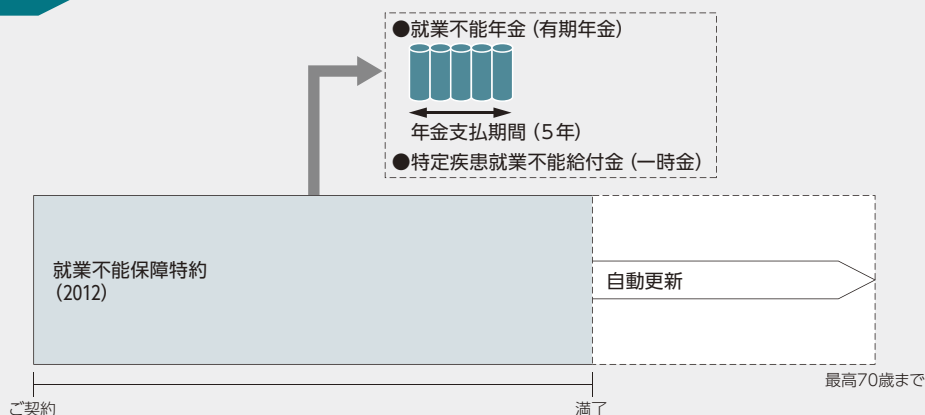 ●就業不能年金（有期年金）
年金支払期間（5年）
●特定疾患就業不能給付金（一時金）
就業不能保障特約
（2012）
自動更新
最高70歳まで
ご契約
満了